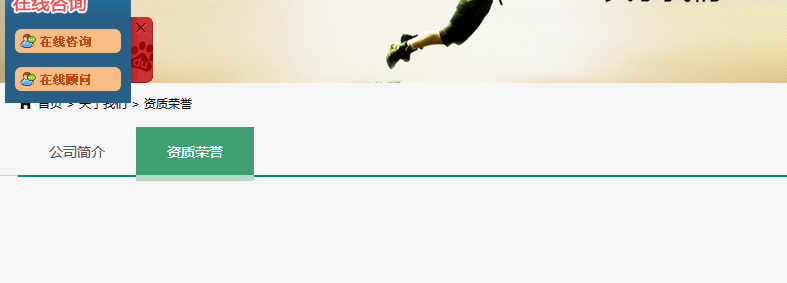 在线咨询
在线咨询
du
在线顾问
首页 > 关于我们 > 资质荣誉
公司简介
资质荣誉